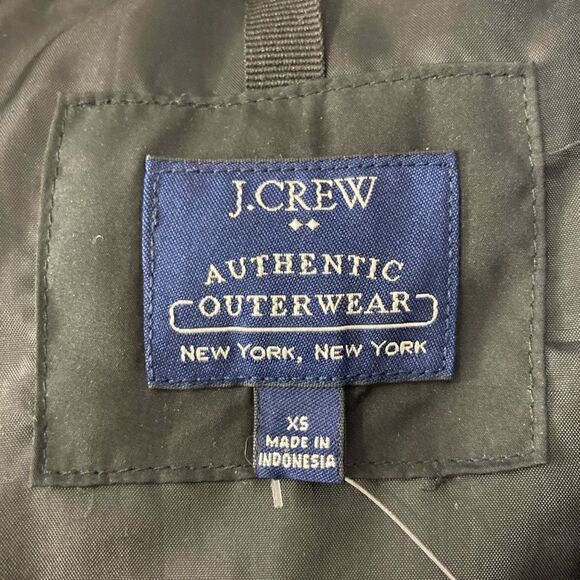 J.CREW
AUTHENTIC
OUTERWEAR
NEW YORK, NEW YORK
XS
MADE IN
INDONESIA